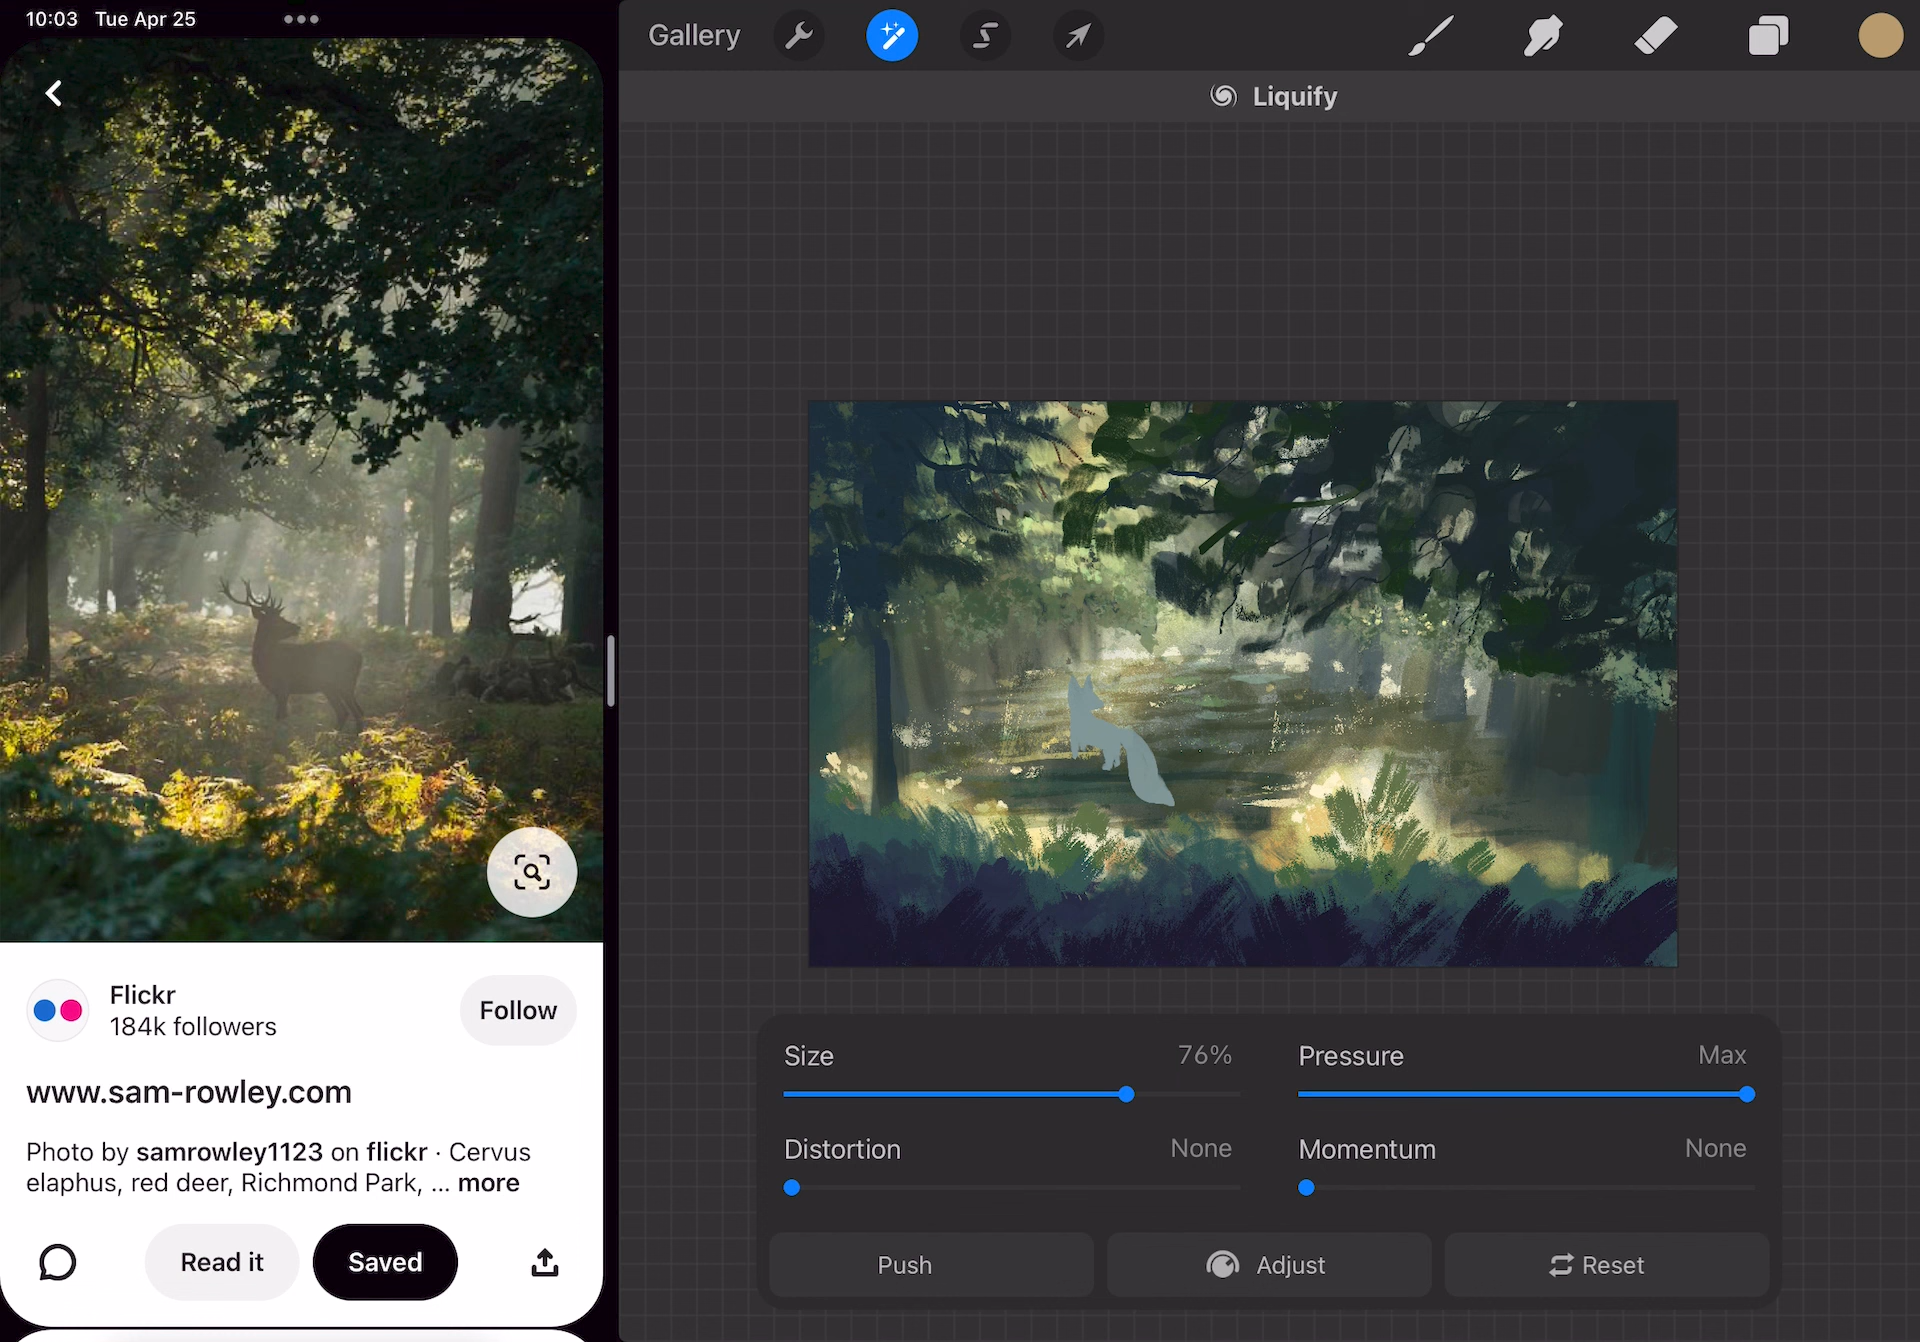 10:03 Tue Apr 25
Flickr
184k followers
Follow
www.sam-rowley.com
Photo by samrowley1123 on flickr · Cervus
elaphus, red deer, Richmond Park, ... more
Read it
Saved
Gallery
Liquify
Size 76%
Pressure Max
Distortion None
Momentum None
Push
Adjust
Reset